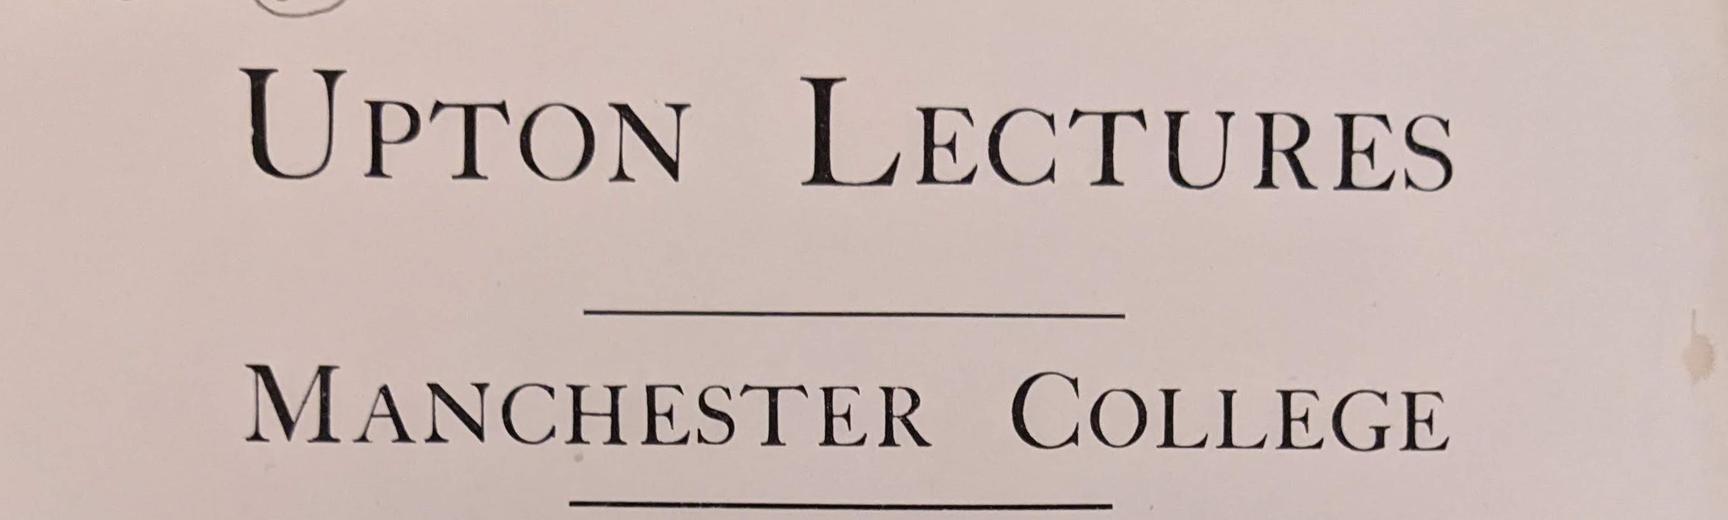 Upton Lectures
Manchester College